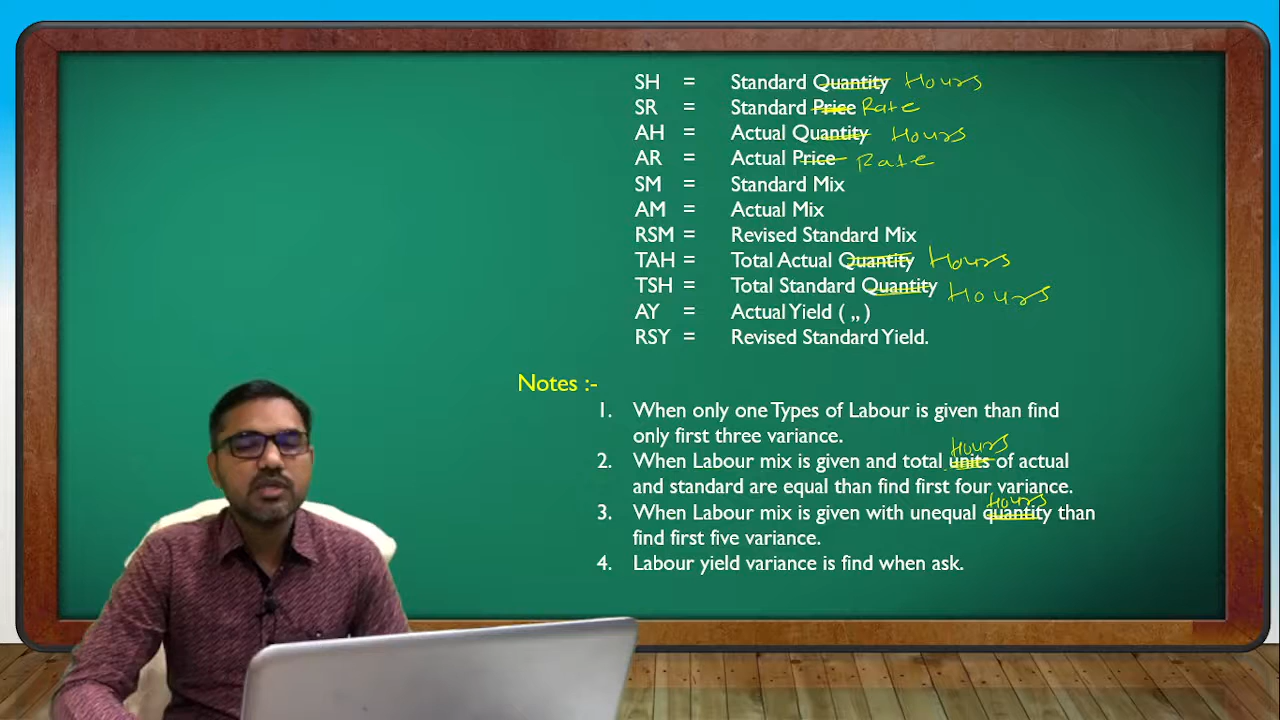 SH = Standard Quantity Hours
SR = Standard Price Rate
AH = Actual Quantity Hours
AR = Actual Price Rate
SM = Standard Mix
AM = Actual Mix
RSM = Revised Standard Mix
TAH = Total Actual Quantity Hours
TSH = Total Standard Quantity Hours
AY = Actual Yield ( ,, )
RSY = Revised Standard Yield.
Notes :-
1. When only one Types of Labour is given than find
only first three variance.
Hours
2. When Labour mix is given and total units of actual
and standard are equal than find first four variance.
Hours
3. When Labour mix is given with unequal quantity than
find first five variance.
4. Labour yield variance is find when ask.